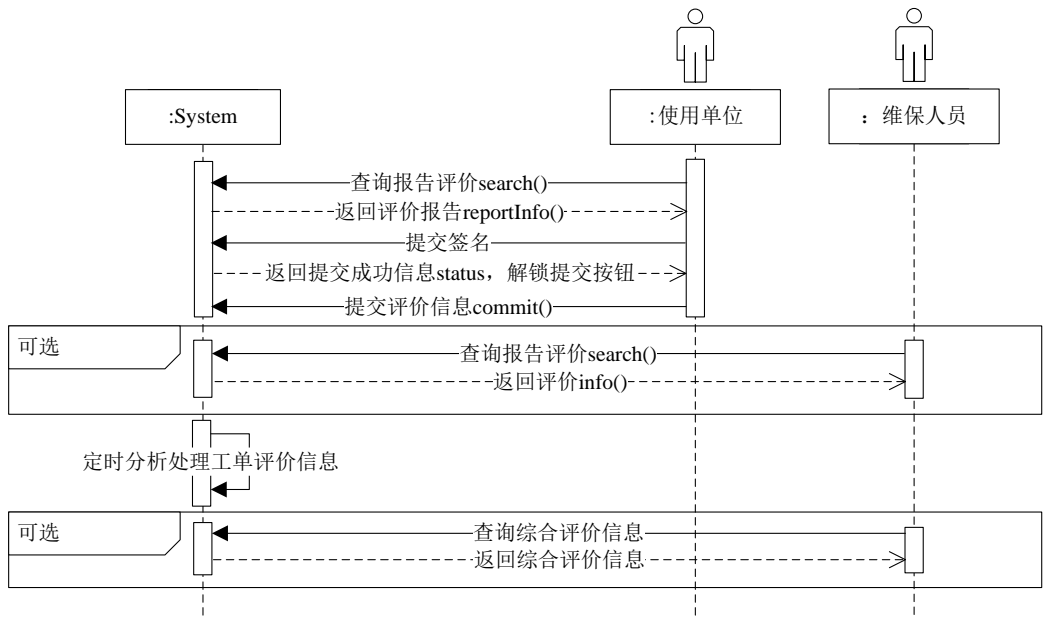 :System
:使用单位
：维保人员
查询报告评价search()
返回评价报告reportInfo()
提交签名
返回提交成功信息status，解锁提交按钮
提交评价信息commit()
可选
查询报告评价search()
返回评价info()
定时分析处理工单评价信息
可选
查询综合评价信息
返回综合评价信息